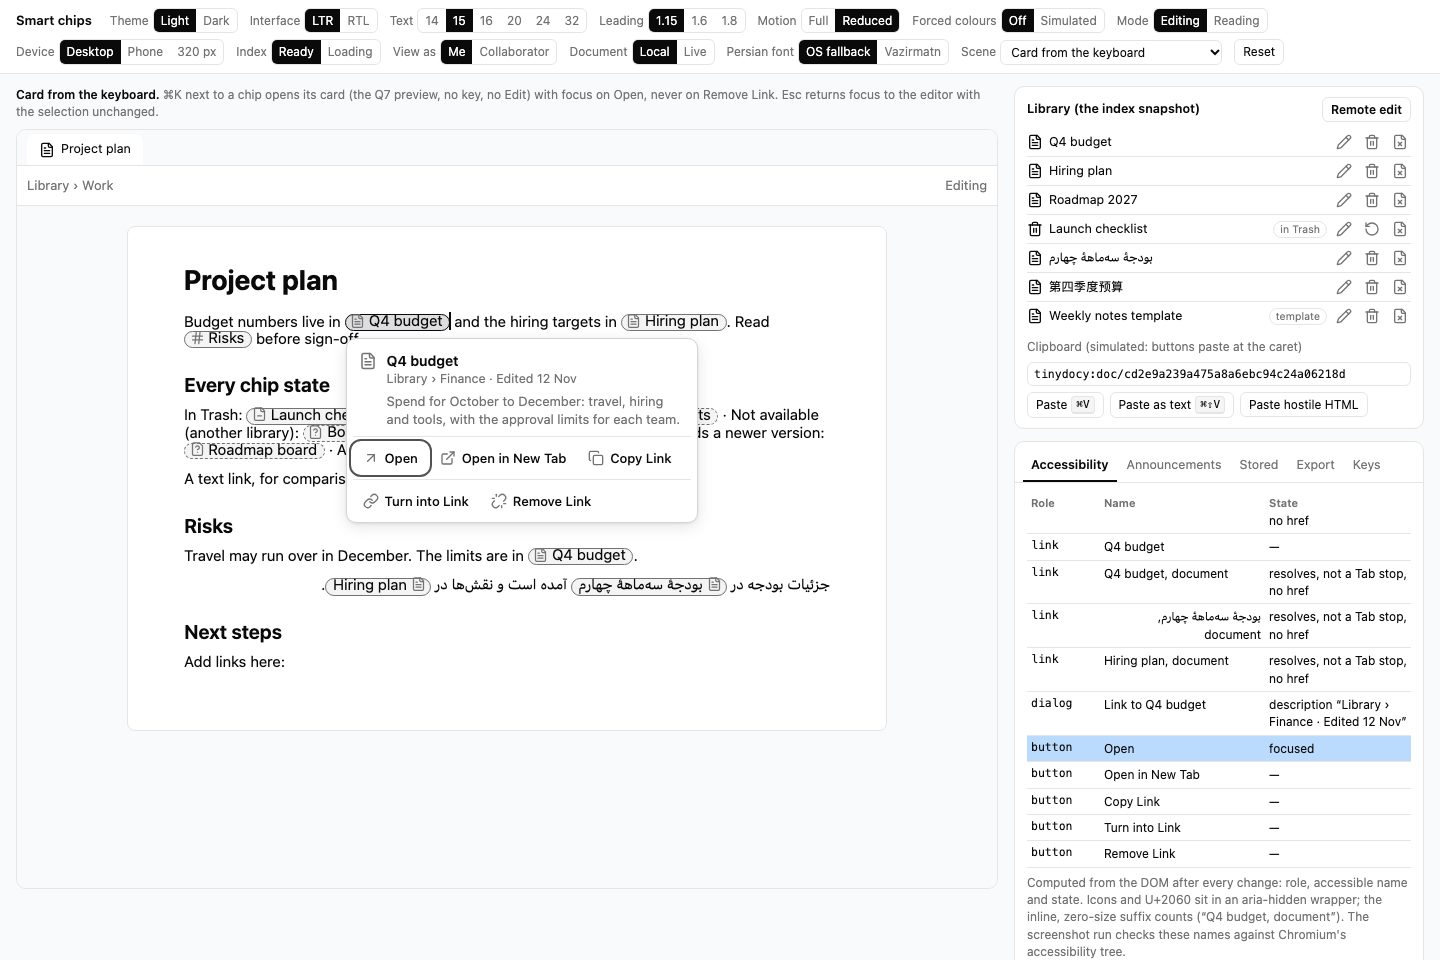 Smart chips Theme Light Dark Interface LTR RTL Text 14 15 16 20 24 32 Leading 1.15 1.6 1.8 Motion Full Reduced Forced colours Off Simulated Mode Editing Reading
Device Desktop Phone 320 px Index Ready Loading View as Me Collaborator Document Local Live Persian font OS fallback Vazirmatn Scene Card from the keyboard Reset
Card from the keyboard. ⌘K next to a chip opens its card (the Q7 preview, no key, no Edit) with focus on Open, never on Remove Link. Esc returns focus to the editor with
the selection unchanged.
Project plan
Library › Work Editing
Project plan
Budget numbers live in Q4 budget and the hiring targets in Hiring plan. Read
# Risks before sign-off
Every chip state
In Trash: Launch che ts · Not available
(another library): Bo ds a newer version:
Roadmap board · A
A text link, for comparis
Q4 budget
Library › Finance · Edited 12 Nov
Spend for October to December: travel, hiring
and tools, with the approval limits for each team.
Open Open in New Tab Copy Link
Turn into Link Remove Link
Risks
Travel may run over in December. The limits are in Q4 budget.
جزئیات بودجه در بودجهٔ سه‌ماههٔ چهارم آمده است و نقش‌ها در Hiring plan.
Next steps
Add links here:
Library (the index snapshot) Remote edit
Q4 budget
Hiring plan
Roadmap 2027
Launch checklist in Trash
بودجهٔ سه‌ماههٔ چهارم
第四季度预算
Weekly notes template template
Clipboard (simulated: buttons paste at the caret)
tinydocy:doc/cd2e9a239a475a8a6ebc94c24a06218d
Paste ⌘V Paste as text ⌘⇧V Paste hostile HTML
Accessibility Announcements Stored Export Keys
Role Name State
no href
link Q4 budget —
link Q4 budget, document resolves, not a Tab stop,
no href
link بودجهٔ سه‌ماههٔ چهارم, resolves, not a Tab stop,
document no href
link Hiring plan, document resolves, not a Tab stop,
no href
dialog Link to Q4 budget description “Library ›
Finance · Edited 12 Nov”
button Open focused
button Open in New Tab —
button Copy Link —
button Turn into Link —
button Remove Link —
Computed from the DOM after every change: role, accessible name
and state. Icons and U+2060 sit in an aria-hidden wrapper; the
inline, zero-size suffix counts (“Q4 budget, document”). The
screenshot run checks these names against Chromium's
accessibility tree.